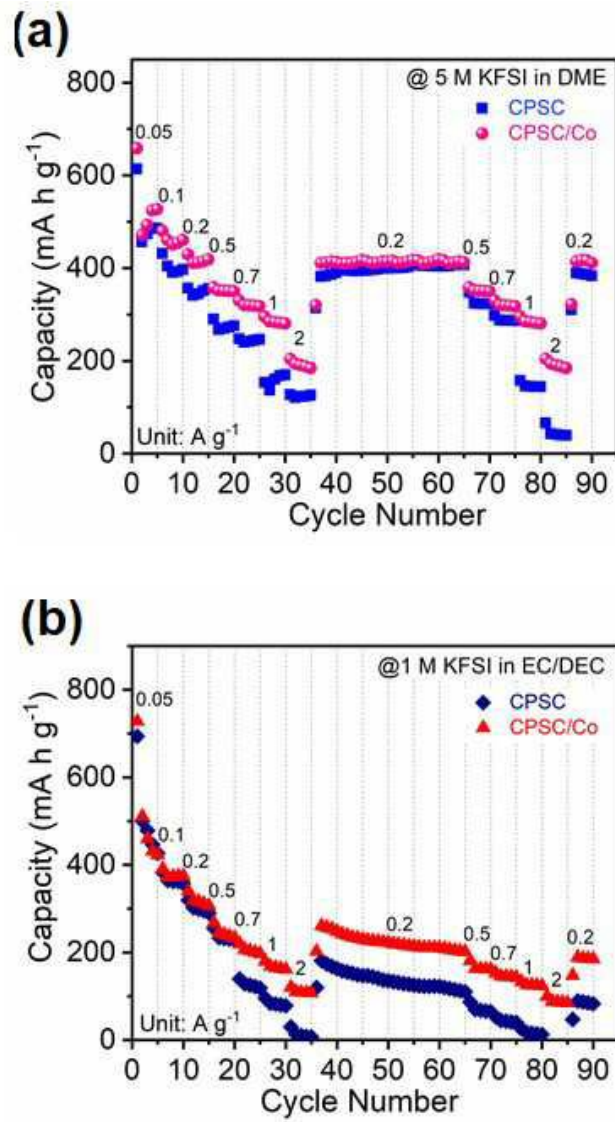 (a)
@ 5 M KFSI in DME
CPSC
CPSC/Co
800
600
400
200
0
Capacity (mA h g⁻¹)
0.05
0.1
0.2
0.5
0.7
1
2
0.2
0.5
0.7
1
2
0.2
Unit: A g⁻¹
0 10 20 30 40 50 60 70 80 90
Cycle Number
(b)
@1 M KFSI in EC/DEC
CPSC
CPSC/Co
800
600
400
200
0
Capacity (mA h g⁻¹)
0.05
0.1
0.2
0.5
0.7
1
2
0.2
0.5
0.7
1
2
0.2
Unit: A g⁻¹
0 10 20 30 40 50 60 70 80 90
Cycle Number